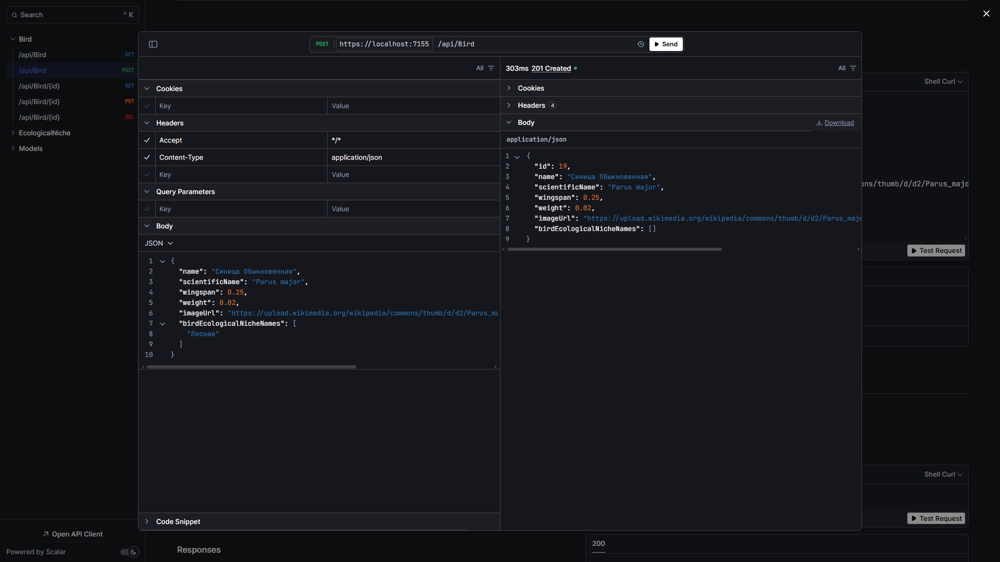 Search ^ K
Bird
/api/Bird GET
/api/Bird POST
/api/Bird/{id} GET
/api/Bird/{id} PUT
/api/Bird/{id} DEL
EcologicalNiche
Models
Open API Client
Powered by Scalar
POST https://localhost:7155 /api/Bird Send
All
Cookies
Key Value
Headers
Accept */*
Content-Type application/json
Key Value
Query Parameters
Key Value
Body
JSON
1 {
2 "name": "Синица Обыкновенная",
3 "scientificName": "Parus major",
4 "wingspan": 0.25,
5 "weight": 0.02,
6 "imageUrl": "https://upload.wikimedia.org/wikipedia/commons/thumb/d/d2/Parus_ma
7 "birdEcologicalNicheNames": [
8 "Лесная"
9 ]
10 }
Code Snippet
303ms 201 Created All
Cookies
Headers 4
Body Download
application/json
1 {
2 "id": 19,
3 "name": "Синица Обыкновенная",
4 "scientificName": "Parus major",
5 "wingspan": 0.25,
6 "weight": 0.02,
7 "imageUrl": "https://upload.wikimedia.org/wikipedia/commons/thumb/d/d2/Parus_majo
8 "birdEcologicalNicheNames": []
9 }
Shell Curl
ons/thumb/d/d2/Parus_majo
Test Request
Shell Curl
Test Request
Responses
200